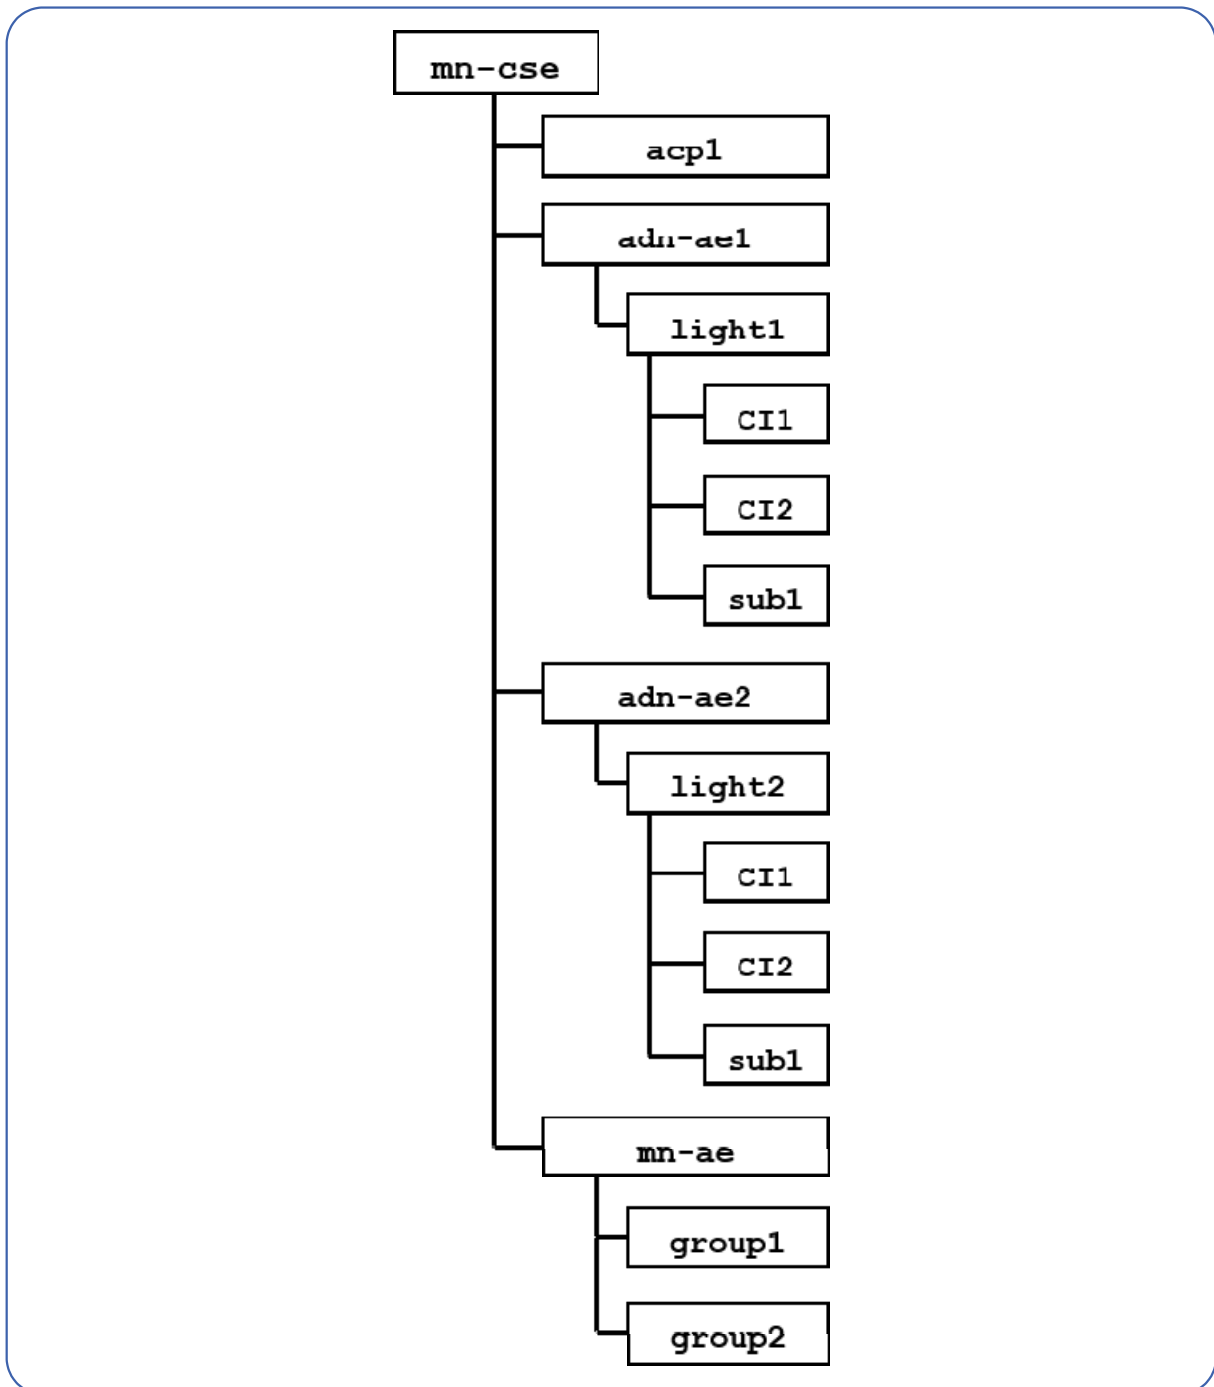 mn-cse
acp1
adn-ae1
light1
CI1
CI2
sub1
adn-ae2
light2
CI1
CI2
sub1
mn-ae
group1
group2